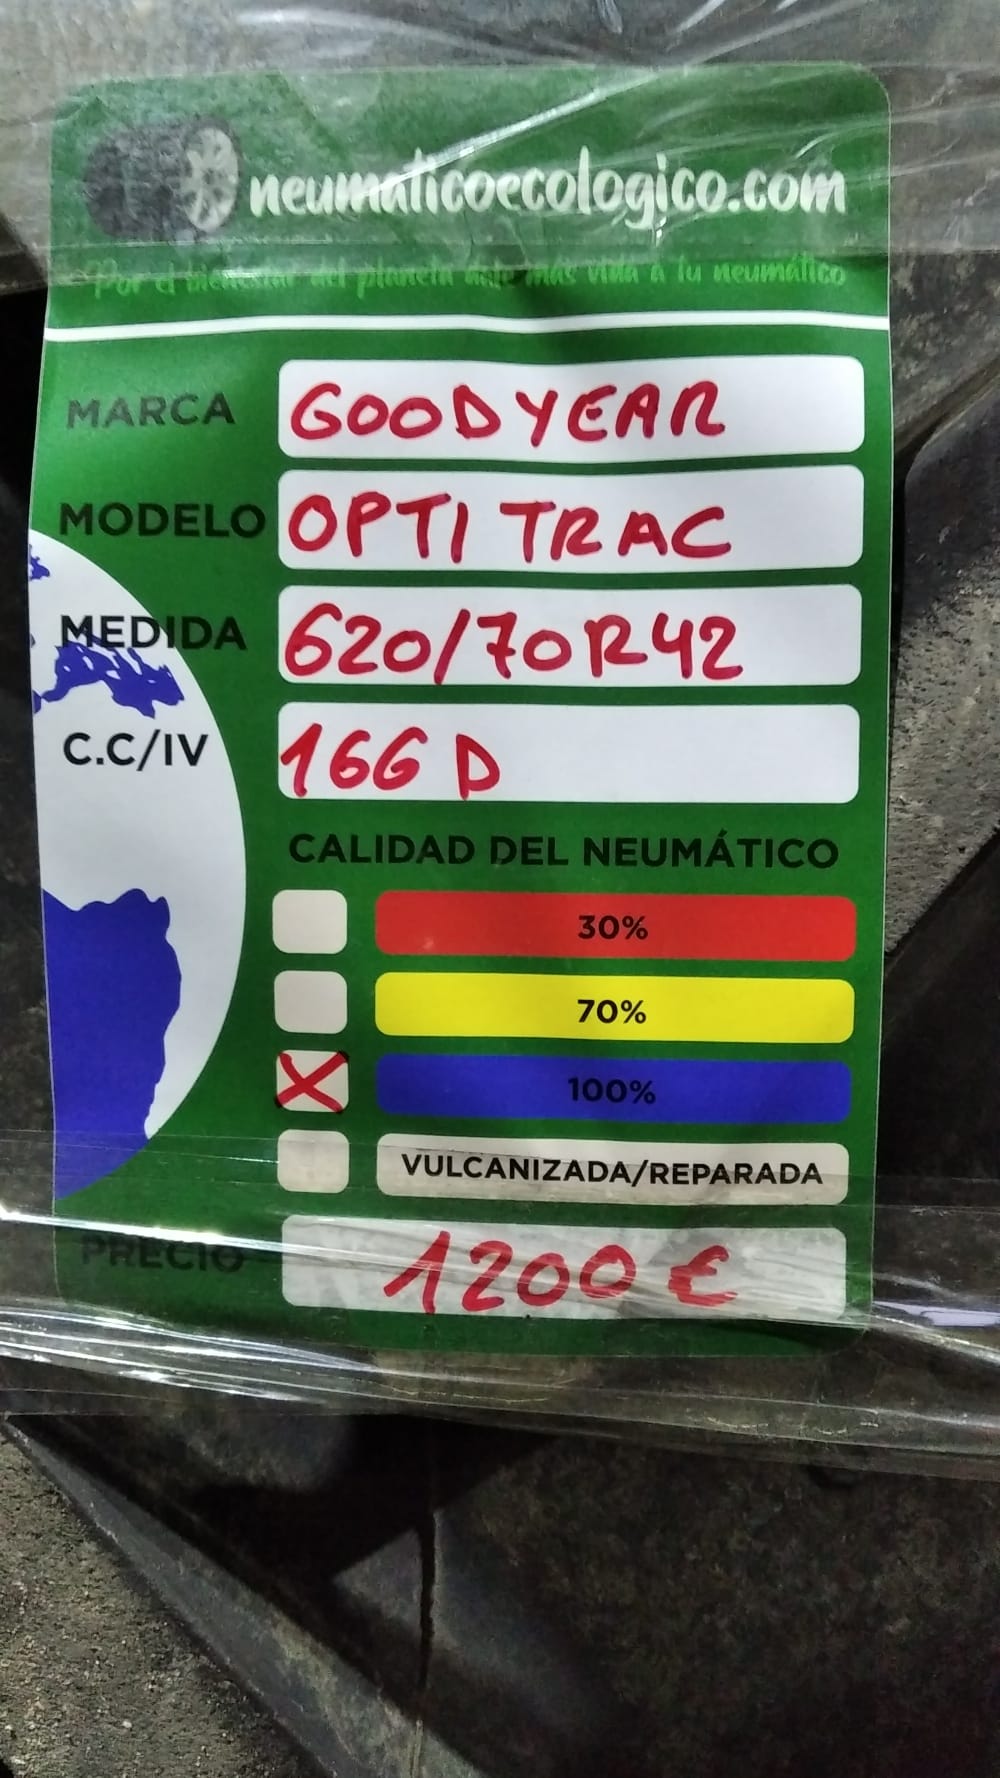 neumaticoecologico.com
Por el bienestar del planeta dale más vida a tu neumático
MARCA GOODYEAR
MODELO OPTI TRAC
MEDIDA 620/70R42
C.C/IV 166 D
CALIDAD DEL NEUMÁTICO
30%
70%
X 100%
VULCANIZADA/REPARADA
PRECIO 1200 €